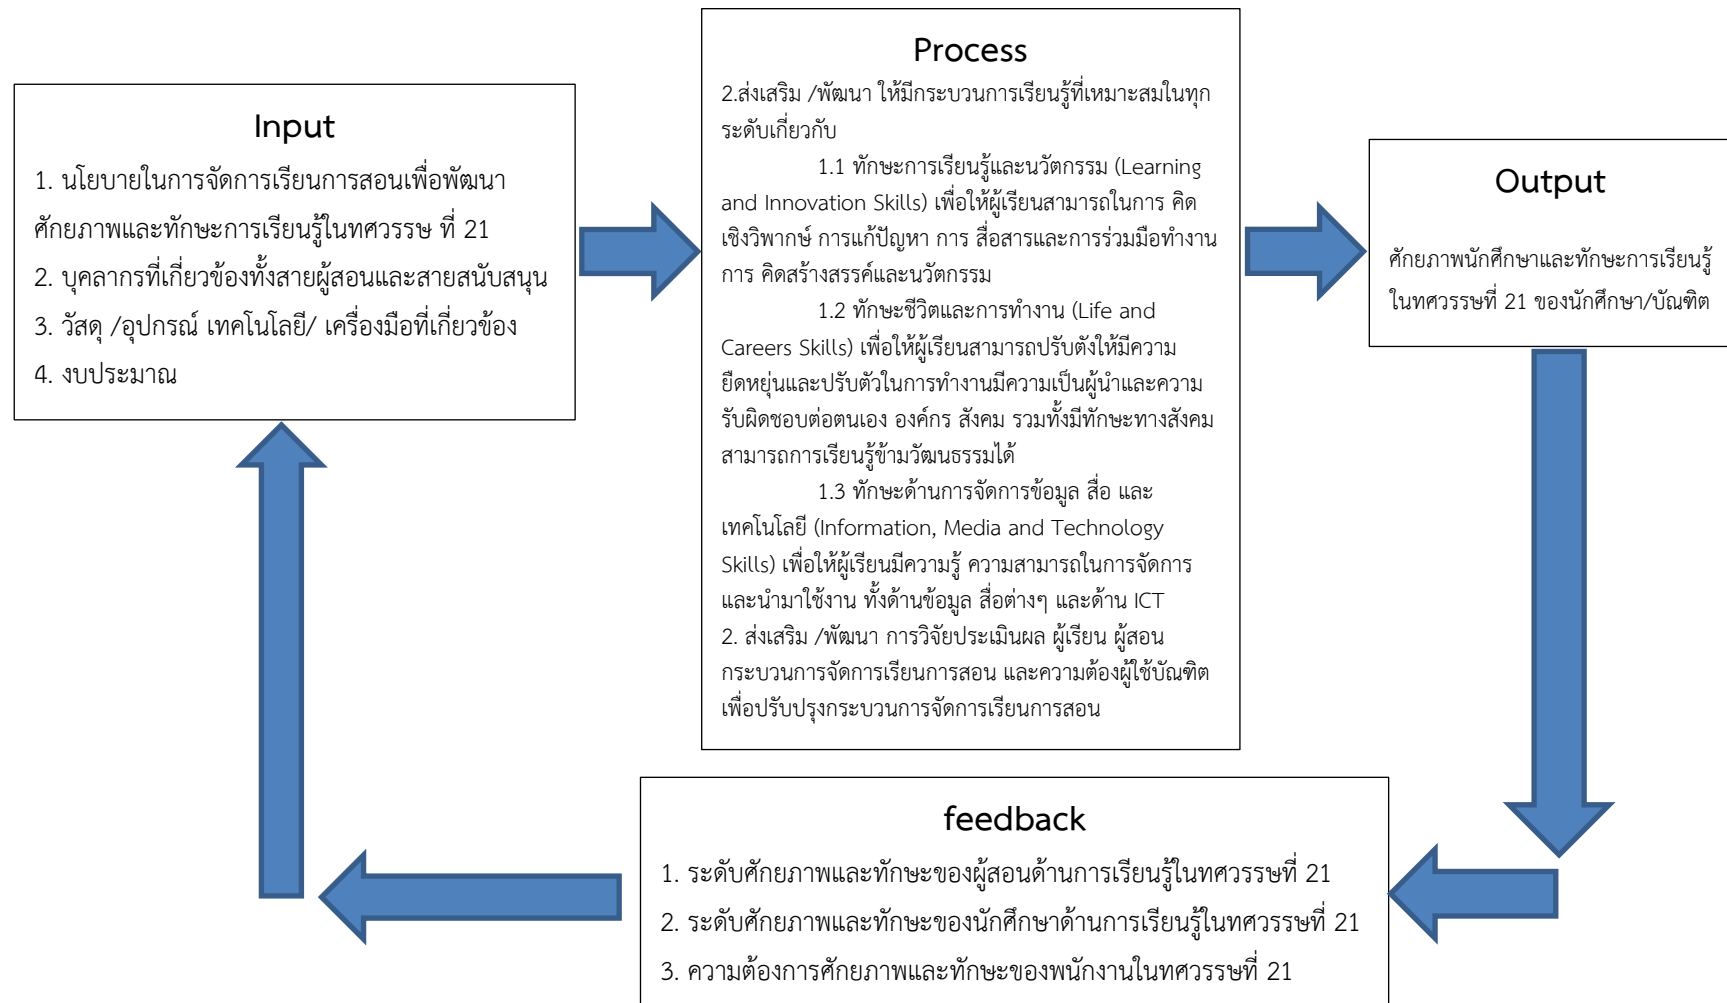 Input
1. นโยบายในการจัดการเรียนการสอนเพื่อพัฒนา
ศักยภาพและทักษะการเรียนรู้ในทศวรรษ ที่ 21
2. บุคลากรที่เกี่ยวข้องทั้งสายผู้สอนและสายสนับสนุน
3. วัสดุ /อุปกรณ์ เทคโนโลยี/ เครื่องมือที่เกี่ยวข้อง
4. งบประมาณ
Process
2.ส่งเสริม /พัฒนา ให้มีกระบวนการเรียนรู้ที่เหมาะสมในทุก
ระดับเกี่ยวกับ
1.1 ทักษะการเรียนรู้และนวัตกรรม (Learning
and Innovation Skills) เพื่อให้ผู้เรียนสามารถในการ คิด
เชิงวิพากษ์ การแก้ปัญหา การ สื่อสารและการร่วมมือทำงาน
การ คิดสร้างสรรค์และนวัตกรรม
1.2 ทักษะชีวิตและการทำงาน (Life and
Careers Skills) เพื่อให้ผู้เรียนสามารถปรับตังให้มีความ
ยืดหยุ่นและปรับตัวในการทำงานมีความเป็นผู้นำและความ
รับผิดชอบต่อตนเอง องค์กร สังคม รวมทั้งมีทักษะทางสังคม
สามารถการเรียนรู้ข้ามวัฒนธรรมได้
1.3 ทักษะด้านการจัดการข้อมูล สื่อ และ
เทคโนโลยี (Information, Media and Technology
Skills) เพื่อให้ผู้เรียนมีความรู้ ความสามารถในการจัดการ
และนำมาใช้งาน ทั้งด้านข้อมูล สื่อต่างๆ และด้าน ICT
2. ส่งเสริม /พัฒนา การวิจัยประเมินผล ผู้เรียน ผู้สอน
กระบวนการจัดการเรียนการสอน และความต้องผู้ใช้บัณฑิต
เพื่อปรับปรุงกระบวนการจัดการเรียนการสอน
Output
ศักยภาพนักศึกษาและทักษะการเรียนรู้
ในทศวรรษที่ 21 ของนักศึกษา/บัณฑิต
feedback
1. ระดับศักยภาพและทักษะของผู้สอนด้านการเรียนรู้ในทศวรรษที่ 21
2. ระดับศักยภาพและทักษะของนักศึกษาด้านการเรียนรู้ในทศวรรษที่ 21
3. ความต้องการศักยภาพและทักษะของพนักงานในทศวรรษที่ 21